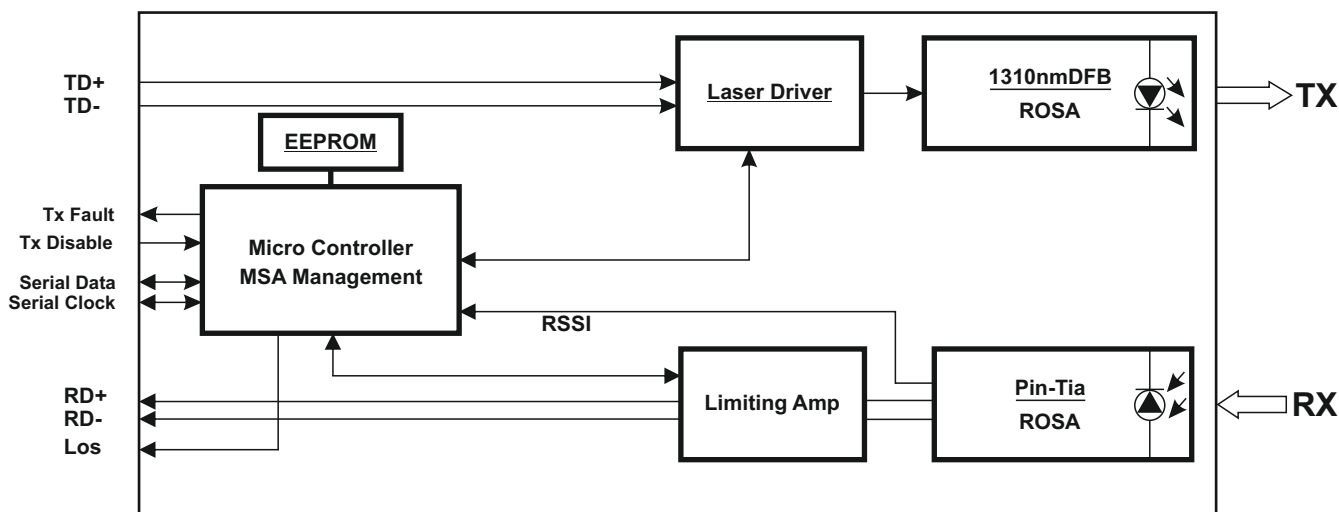 TD+
TD-
Laser Driver
1310nmDFB
ROSA
TX
EEPROM
Tx Fault
Tx Disable
Serial Data
Serial Clock
Micro Controller
MSA Management
RSSI
RD+
RD-
Los
Limiting Amp
Pin-Tia
ROSA
RX